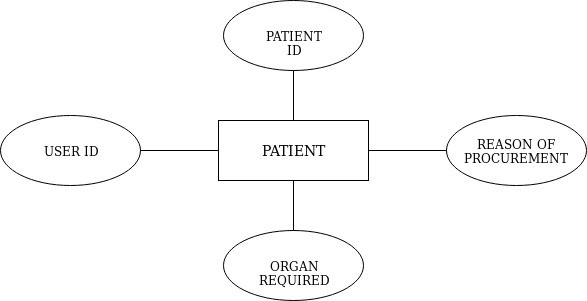 PATIENT
ID
USER ID
PATIENT
REASON OF
PROCUREMENT
ORGAN
REQUIRED